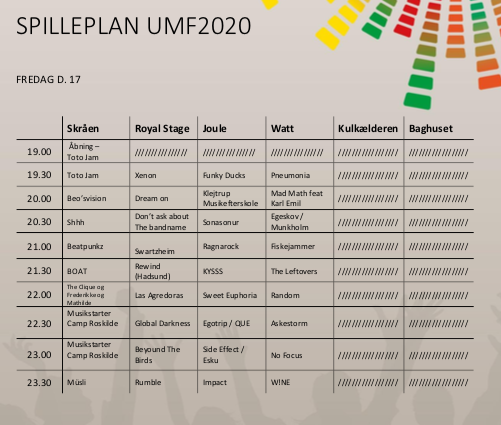 SPILLEPLAN UMF2020
FREDAG D. 17
Skråen Royal Stage Joule Watt Kulkælderen Baghuset
19.00 Åbning – Toto Jam /////////////// /////////////// /////////////// ///////////////// /////////////////
19.30 Toto Jam Xenon Funky Ducks Pneumonia ///////////////// /////////////////
20.00 Beo'svision Dream on Klejtrup Musikefterskole Mad Math feat Karl Emil ///////////////// /////////////////
20.30 Shhh Don't ask about The bandname Sonasonur Egeskov / Munkholm ///////////////// /////////////////
21.00 Beatpunkz Swartzheim Ragnarock Fiskejammer ///////////////// /////////////////
21.30 BOAT Rewind (Hadsund) KYSSS The Leftovers ///////////////// /////////////////
22.00 The Clique og Frederikke og Mathilde Las Agredoras Sweet Euphoria Random ///////////////// /////////////////
22.30 Musikstarter Camp Roskilde Global Darkness Egotrip / QUE Askestorm ///////////////// /////////////////
23.00 Musikstarter Camp Roskilde Beyound The Birds Side Effect / Esku No Focus ///////////////// /////////////////
23.30 Müsli Rumble Impact W!NE ///////////////// /////////////////